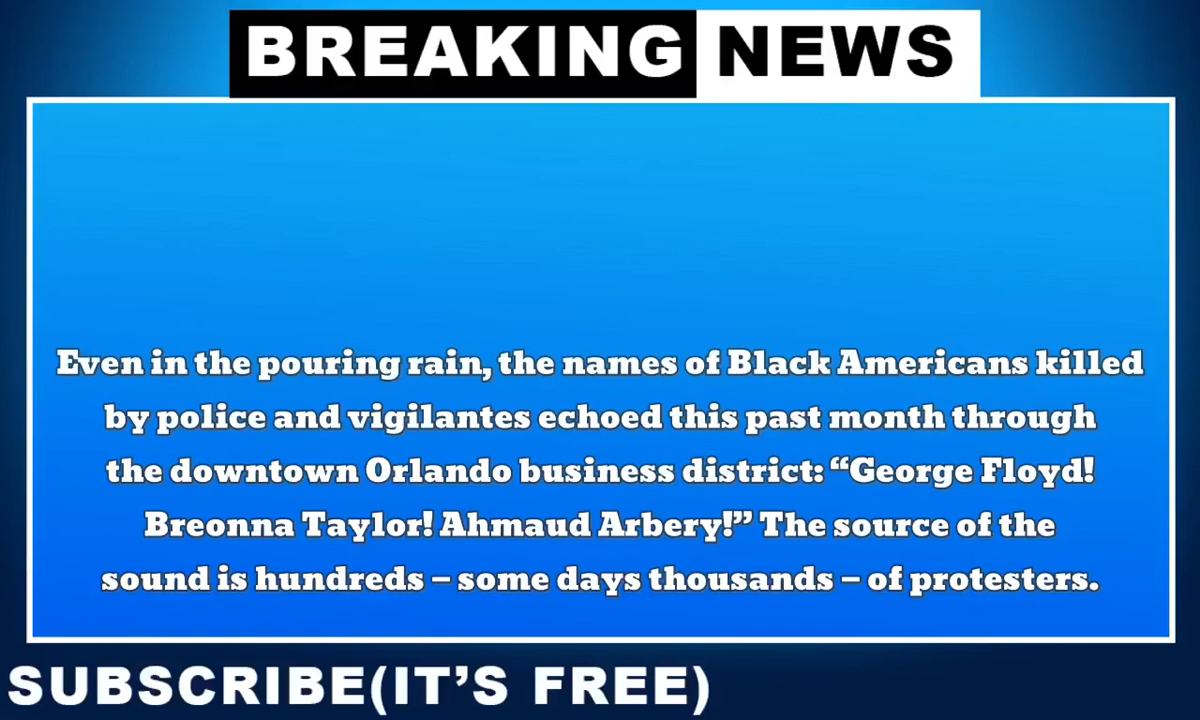 BREAKING NEWS
Even in the pouring rain, the names of Black Americans killed
by police and vigilantes echoed this past month through
the downtown Orlando business district: “George Floyd!
Breonna Taylor! Ahmaud Arbery!” The source of the
sound is hundreds – some days thousands – of protesters.
SUBSCRIBE(IT’S FREE)